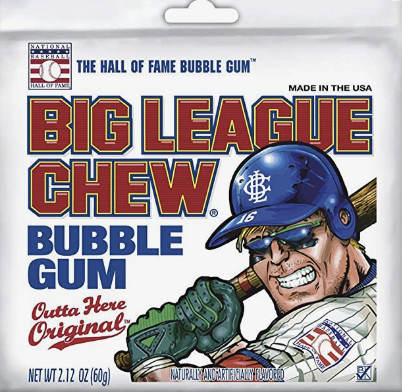 NATIONAL
BASEBALL
HALL OF FAME
THE HALL OF FAME BUBBLE GUM™
MADE IN THE USA
BIG LEAGUE
CHEW®
BUBBLE
GUM
16
Outta Here
Original™
NET WT 2.12 OZ (60g)
NATURALLY AND ARTIFICIALLY FLAVORED